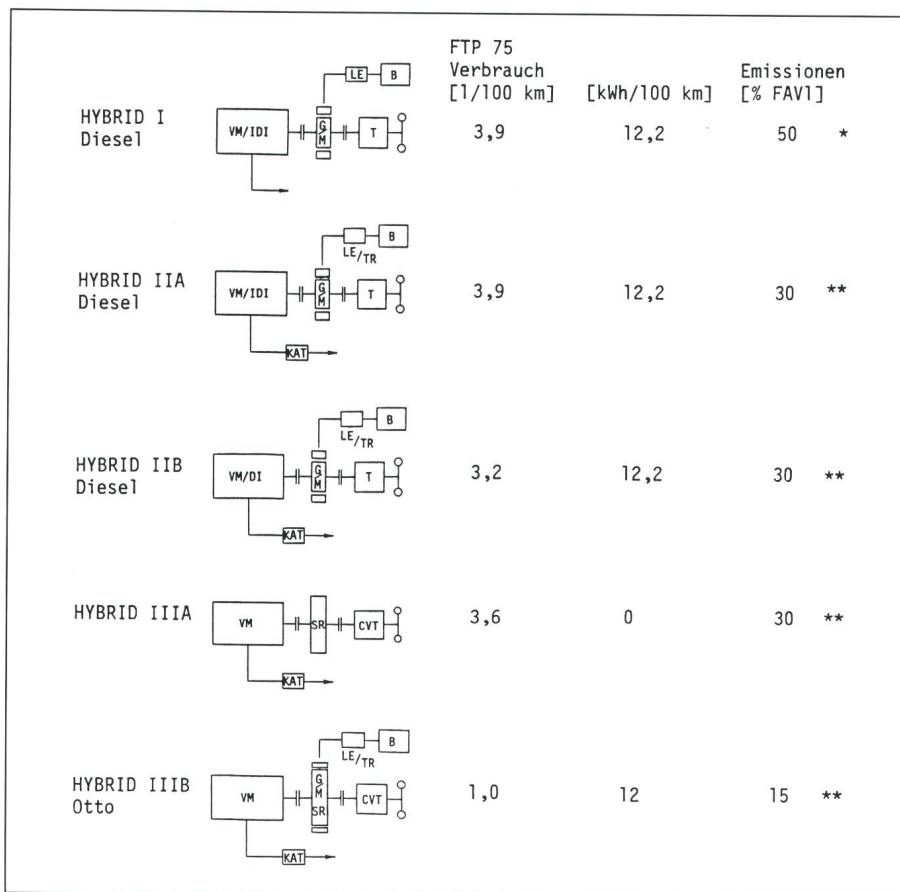 FTP 75
Verbrauch Emissionen
[l/100 km] [kWh/100 km] [% FAV1]
LE B
HYBRID I
Diesel
VM/IDI G/M T 3,9 12,2 50 *
B
LE/TR
HYBRID IIA
Diesel
VM/IDI G/M T 3,9 12,2 30 **
KAT
B
LE/TR
HYBRID IIB
Diesel
VM/DI G/M T 3,2 12,2 30 **
KAT
HYBRID IIIA VM SR CVT 3,6 0 30 **
KAT
B
LE/TR
HYBRID IIIB
Otto
VM G/M SR CVT 1,0 12 15 **
KAT